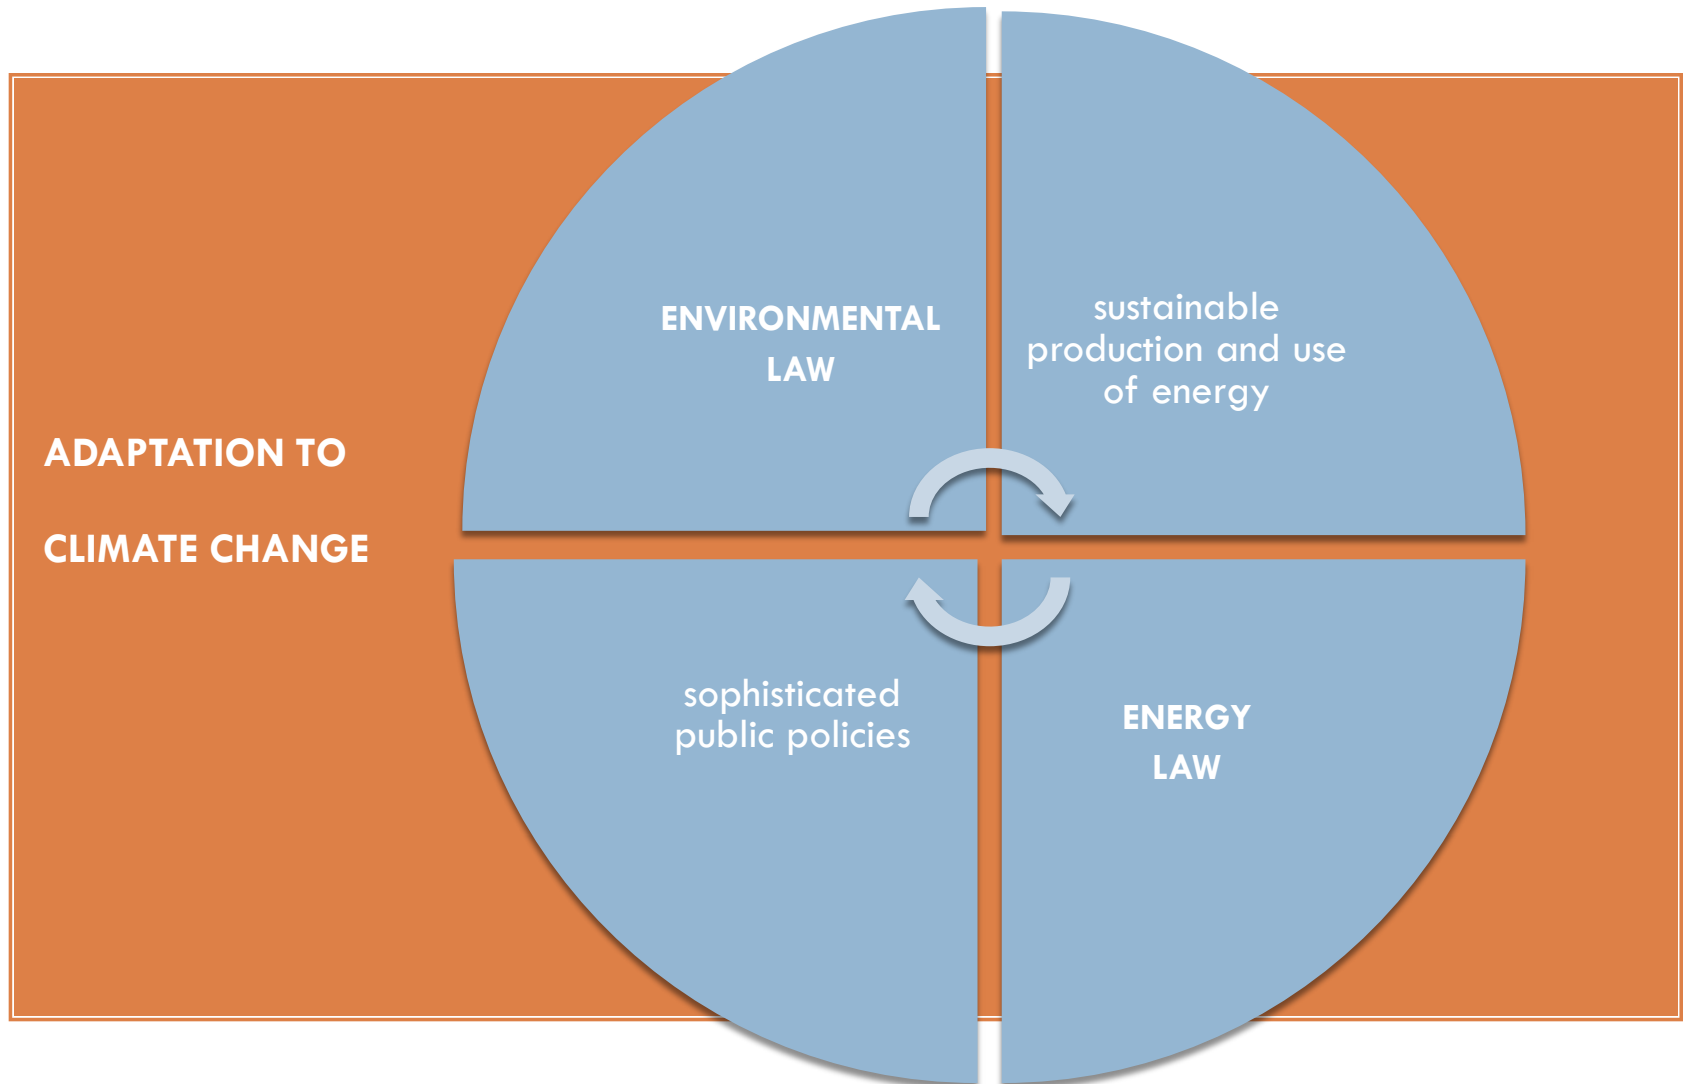 ADAPTATION TO
CLIMATE CHANGE
ENVIRONMENTAL
LAW
sustainable
production and use
of energy
sophisticated
public policies
ENERGY
LAW